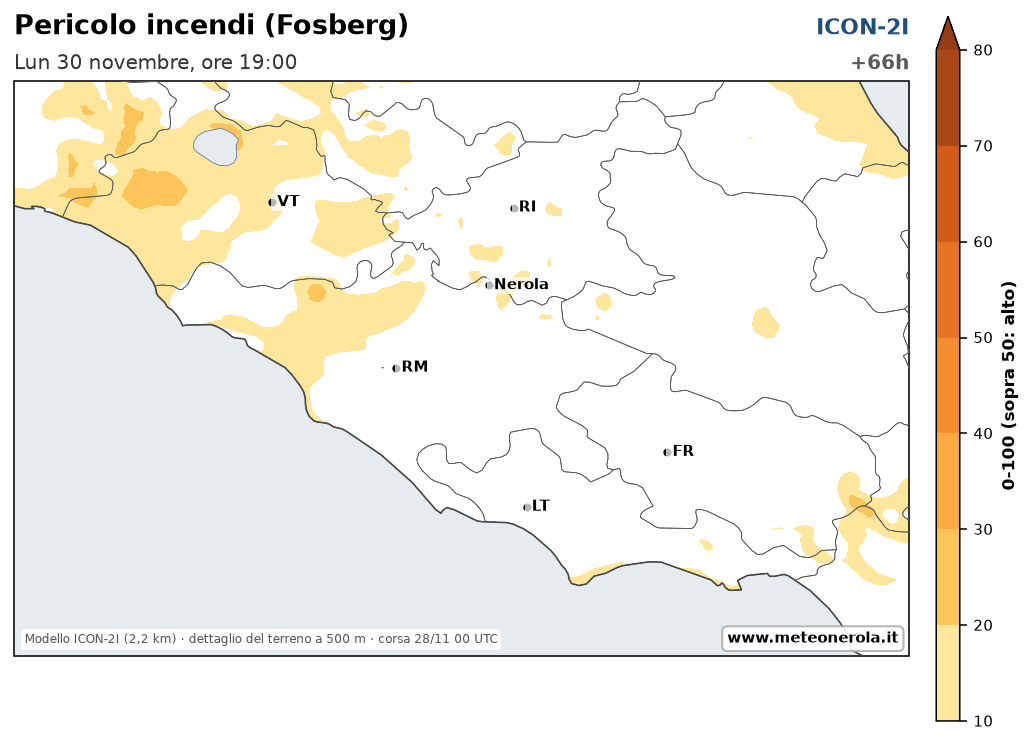 Pericolo incendi (Fosberg)
ICON-2I
Lun 30 novembre, ore 19:00
+66h
VT
RI
Nerola
RM
FR
LT
Modello ICON-2I (2,2 km) · dettaglio del terreno a 500 m · corsa 28/11 00 UTC
www.meteonerola.it
80
70
60
50
40
30
20
10
0-100 (sopra 50: alto)